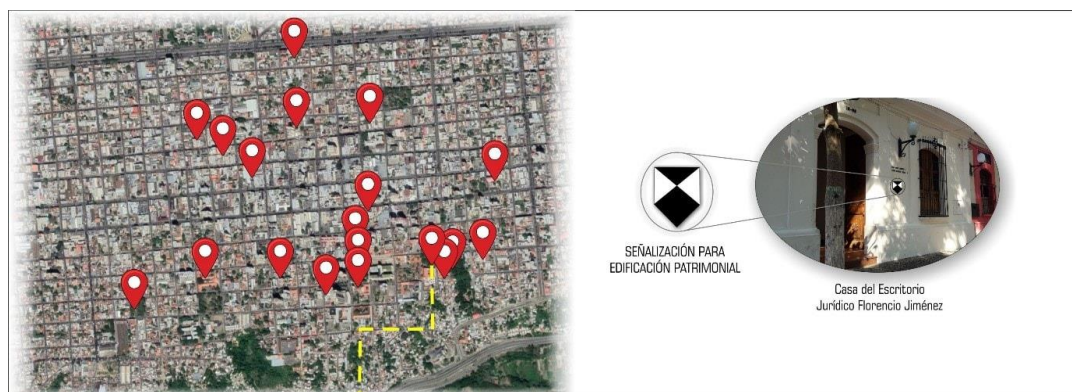 SEÑALIZACIÓN PARA
EDIFICACIÓN PATRIMONIAL
Casa del Escritorio
Jurídico Florencio Jiménez